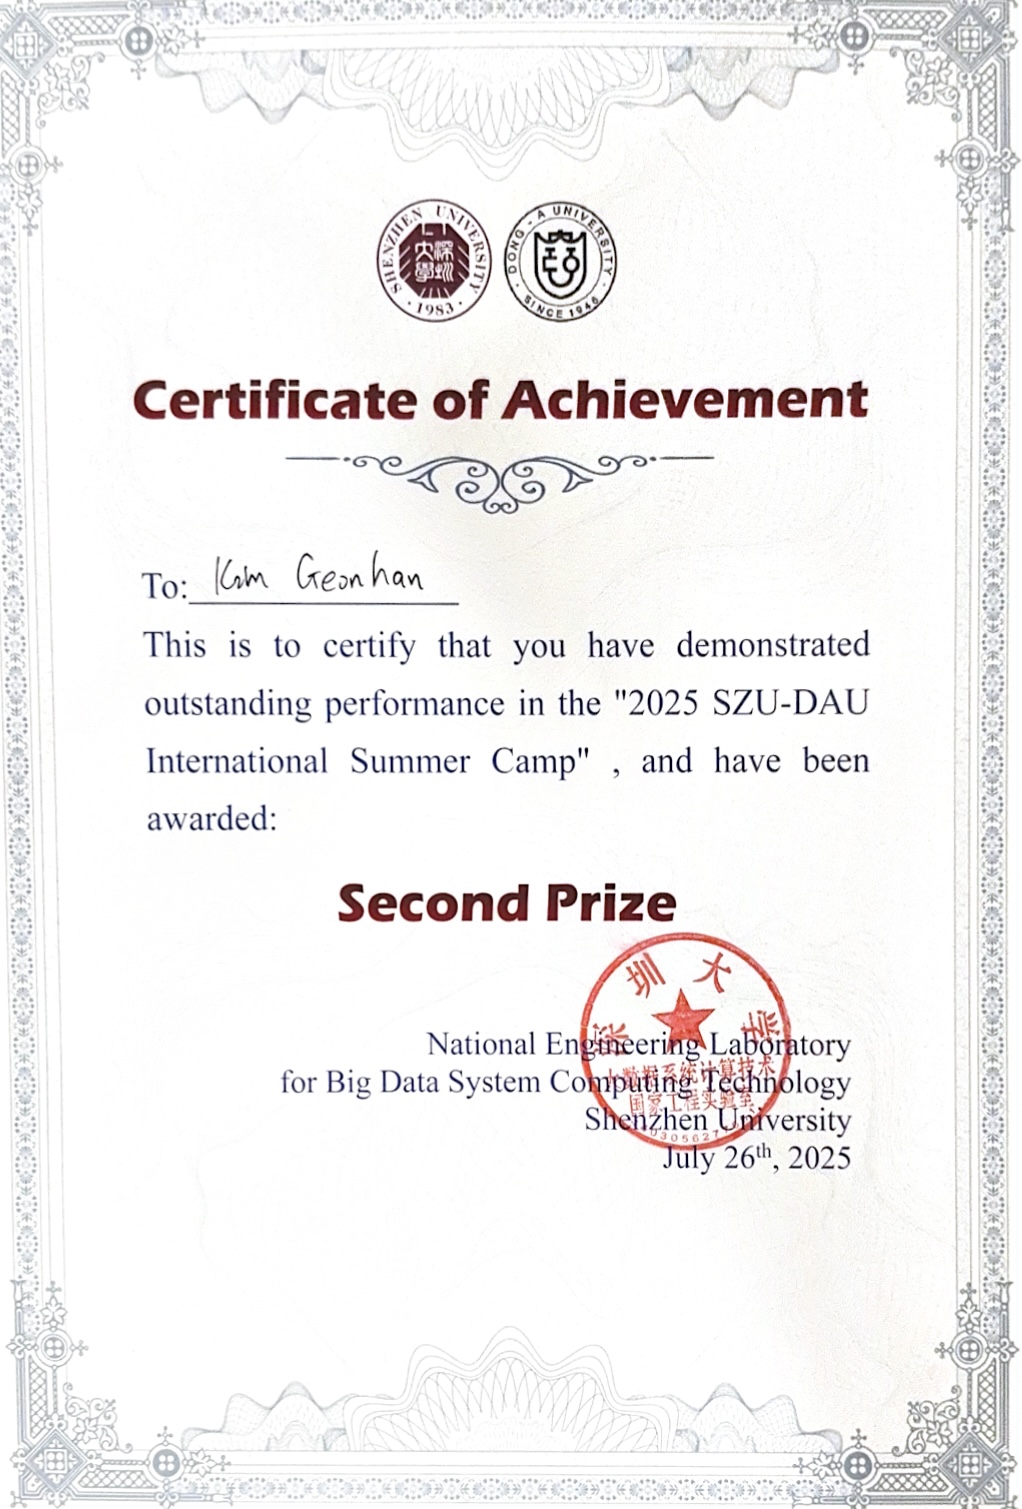 SHENZHEN UNIVERSITY
深圳
大學
· 1983 ·
DONG-A UNIVERSITY
· SINCE 1946 ·
Certificate of Achievement
To: Kim Geonhan
This is to certify that you have demonstrated
outstanding performance in the "2025 SZU-DAU
International Summer Camp" , and have been
awarded:
Second Prize
深圳大学
National Engineering Laboratory
for Big Data System Computing Technology
大数据系统计算技术
国家工程实验室
Shenzhen University
July 26th, 2025